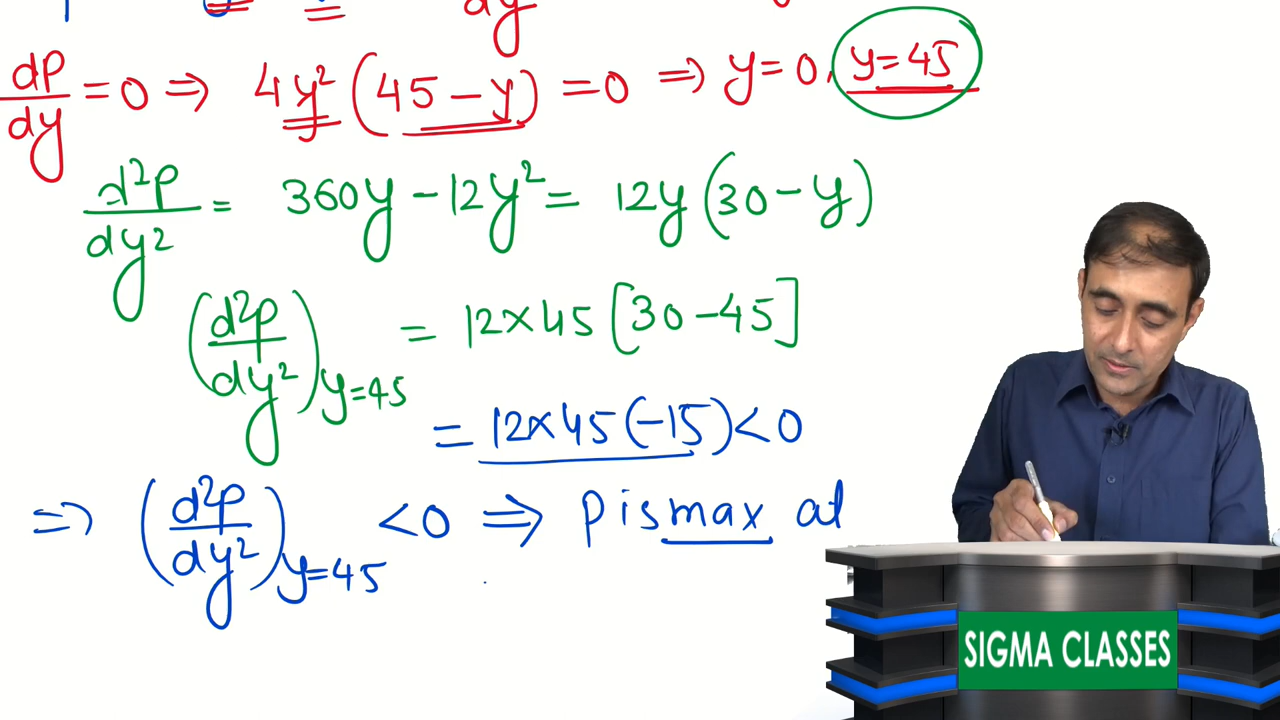 dy
dp/dy = 0 ⇒ 4y² (45 - y) = 0 ⇒ y = 0, y = 45
d²p/dy² = 360y - 12y² = 12y (30 - y)
(d²p/dy²)y=45 = 12×45 [30 - 45]
= 12×45 (-15) < 0
⇒ (d²p/dy²)y=45 < 0 ⇒ p is max at
SIGMA CLASSES